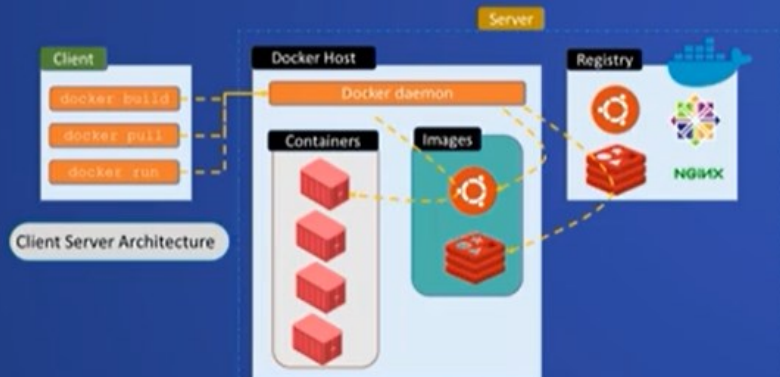 Server
Client
Docker Host
Registry
docker build
Docker daemon
docker pull
Containers
Images
docker run
NGINX
Client Server Architecture